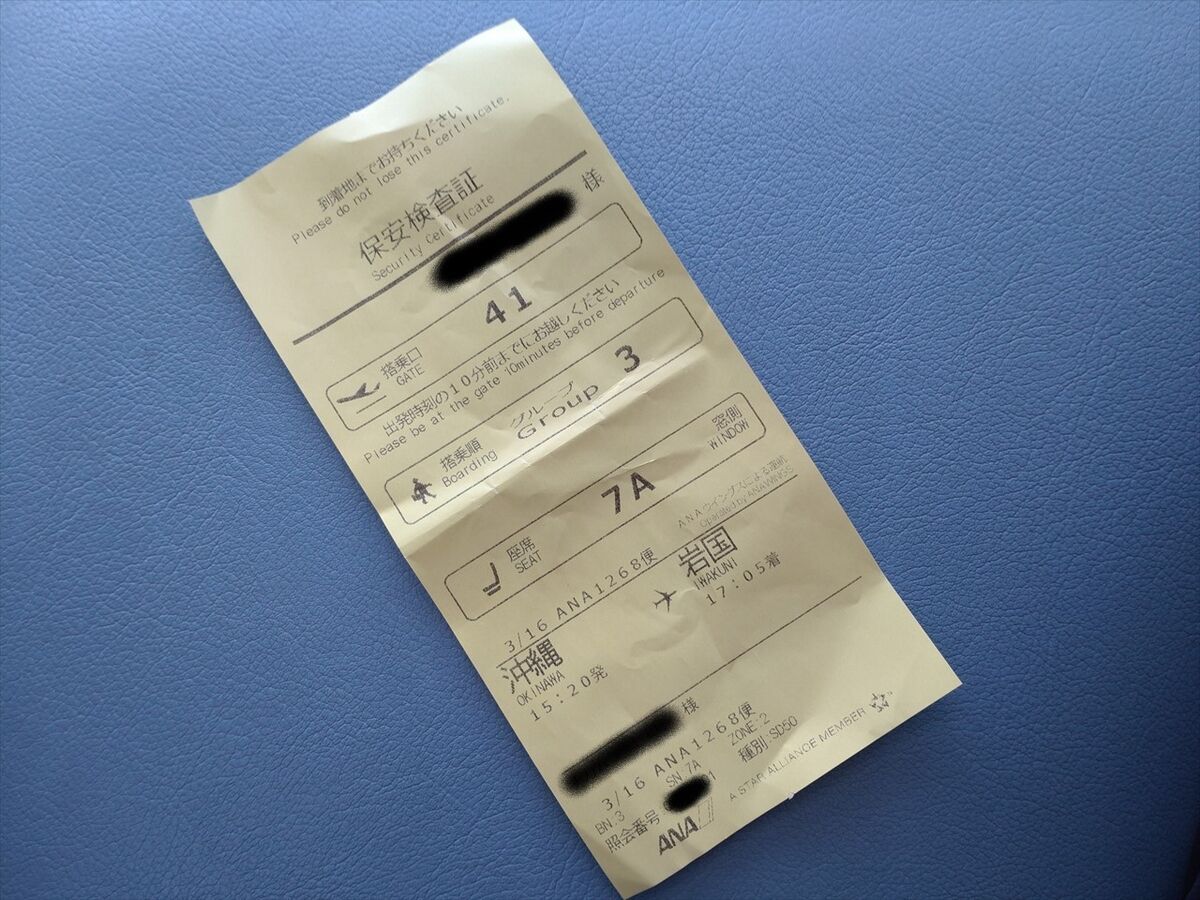 到着地までお持ちください
Please do not lose this certificate.
保安検査証
Security Certificate
様
搭乗口
GATE
41
出発時刻の10分前までにお越しください
Please be at the gate 10minutes before departure
搭乗順
Boarding
グループ
Group 3
座席
SEAT
7A
窓側
WINDOW
ANAウイングスによる運航
Operated by ANAWINGS
3/16 ANA1268便
沖縄
OKINAWA
15:20発
岩国
IWAKUNI
17:05着
様
3/16 ANA1268便
BN.3 SN 7A ZONE:2
照会番号 1 種別:SD50
ANA A STAR ALLIANCE MEMBER